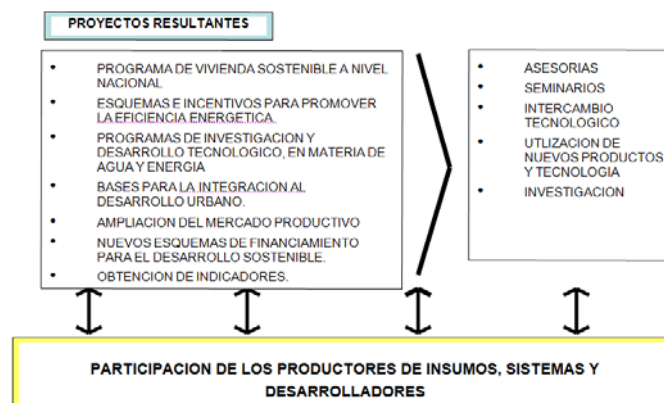 PROYECTOS RESULTANTES
• PROGRAMA DE VIVIENDA SOSTENIBLE A NIVEL
NACIONAL
• ESQUEMAS E INCENTIVOS PARA PROMOVER
LA EFICIENCIA ENERGETICA.
• PROGRAMAS DE INVESTIGACION Y
DESARROLLO TECNOLOGICO, EN MATERIA DE
AGUA Y ENERGIA
• BASES PARA LA INTEGRACION AL
DESARROLLO URBANO.
• AMPLIACION DEL MERCADO PRODUCTIVO
• NUEVOS ESQUEMAS DE FINANCIAMIENTO
PARA EL DESARROLLO SOSTENIBLE.
• OBTENCION DE INDICADORES.
• ASESORIAS
• SEMINARIOS
• INTERCAMBIO
TECNOLOGICO
• UTLIZACION DE
NUEVOS PRODUCTOS
Y TECNOLOGIA
• INVESTIGACION
PARTICIPACION DE LOS PRODUCTORES DE INSUMOS, SISTEMAS Y
DESARROLLADORES